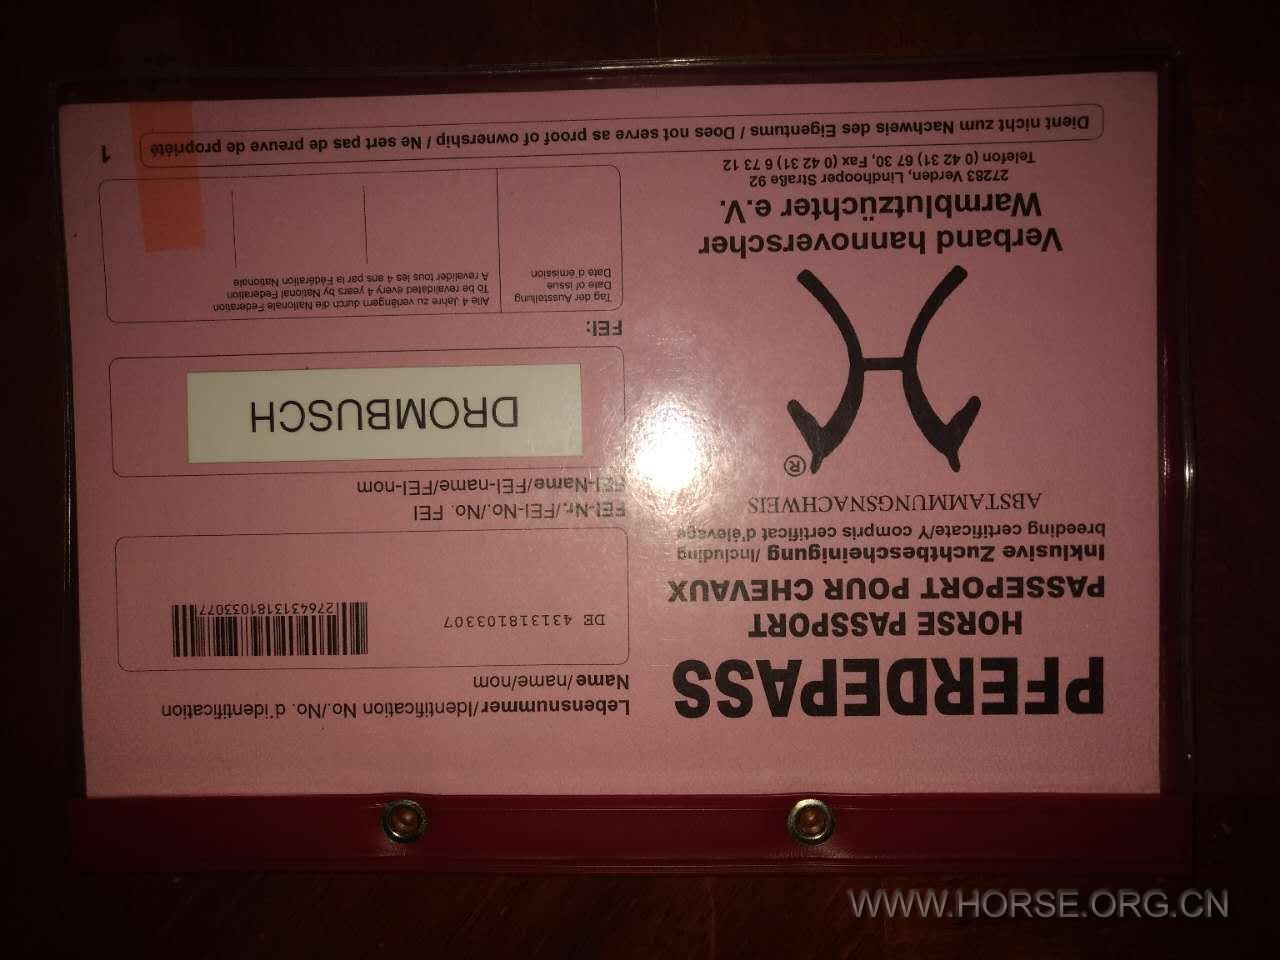 PFERDEPASS
HORSE PASSPORT
PASSEPORT POUR CHEVAUX
Inklusive Zuchtbescheinigung /Including
breeding certificate/Y compris certificat d'élevage
ABSTAMMUNGSNACHWEIS
®
Verband hannoverscher
Warmblutzüchter e.V.
27283 Verden, Lindhooper Straße 92
Telefon (0 42 31) 67 30, Fax (0 42 31) 6 73 12
Lebensnummer/Identification No./No. d'identification
Name/name/nom
DE 431318103307
276431318103307
FEI-Nr./FEI-No./No. FEI
FEI-Name/FEI-name/FEI-nom
DROMBUSCH
FEI:
Tag der Ausstellung
Date of issue
Date d'émission
Alle 4 Jahre zu verlängern durch die Nationale Federation
To be revalidated every 4 years by National Federation
A revalider tous les 4 ans par la Fédération Nationale
Dient nicht zum Nachweis des Eigentums / Does not serve as proof of ownership / Ne sert pas de preuve de propriété
1
WWW.HORSE.ORG.CN